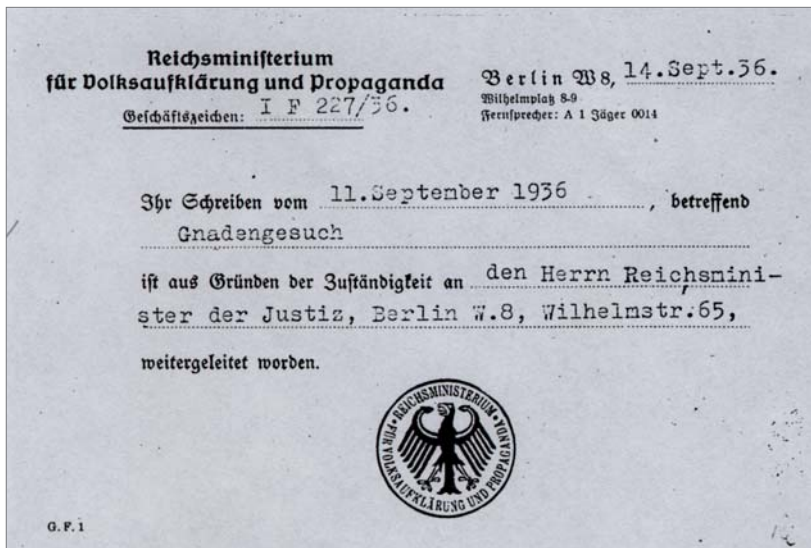 Reichsministerium
für Volksaufklärung und Propaganda
Geschäftszeichen: I F 227/36.
Berlin W 8, 14.Sept.36.
Wilhelmplatz 8-9
Fernsprecher: A 1 Jäger 0014
Ihr Schreiben vom 11.September 1936, betreffend
Gnadengesuch
ist aus Gründen der Zuständigkeit an den Herrn Reichsmini-
ster der Justiz, Berlin W.8, Wilhelmstr.65,
weitergeleitet worden.
REICHSMINISTERIUM
FÜR VOLKSAUFKLÄRUNG UND PROPAGANDA
G. F. 1